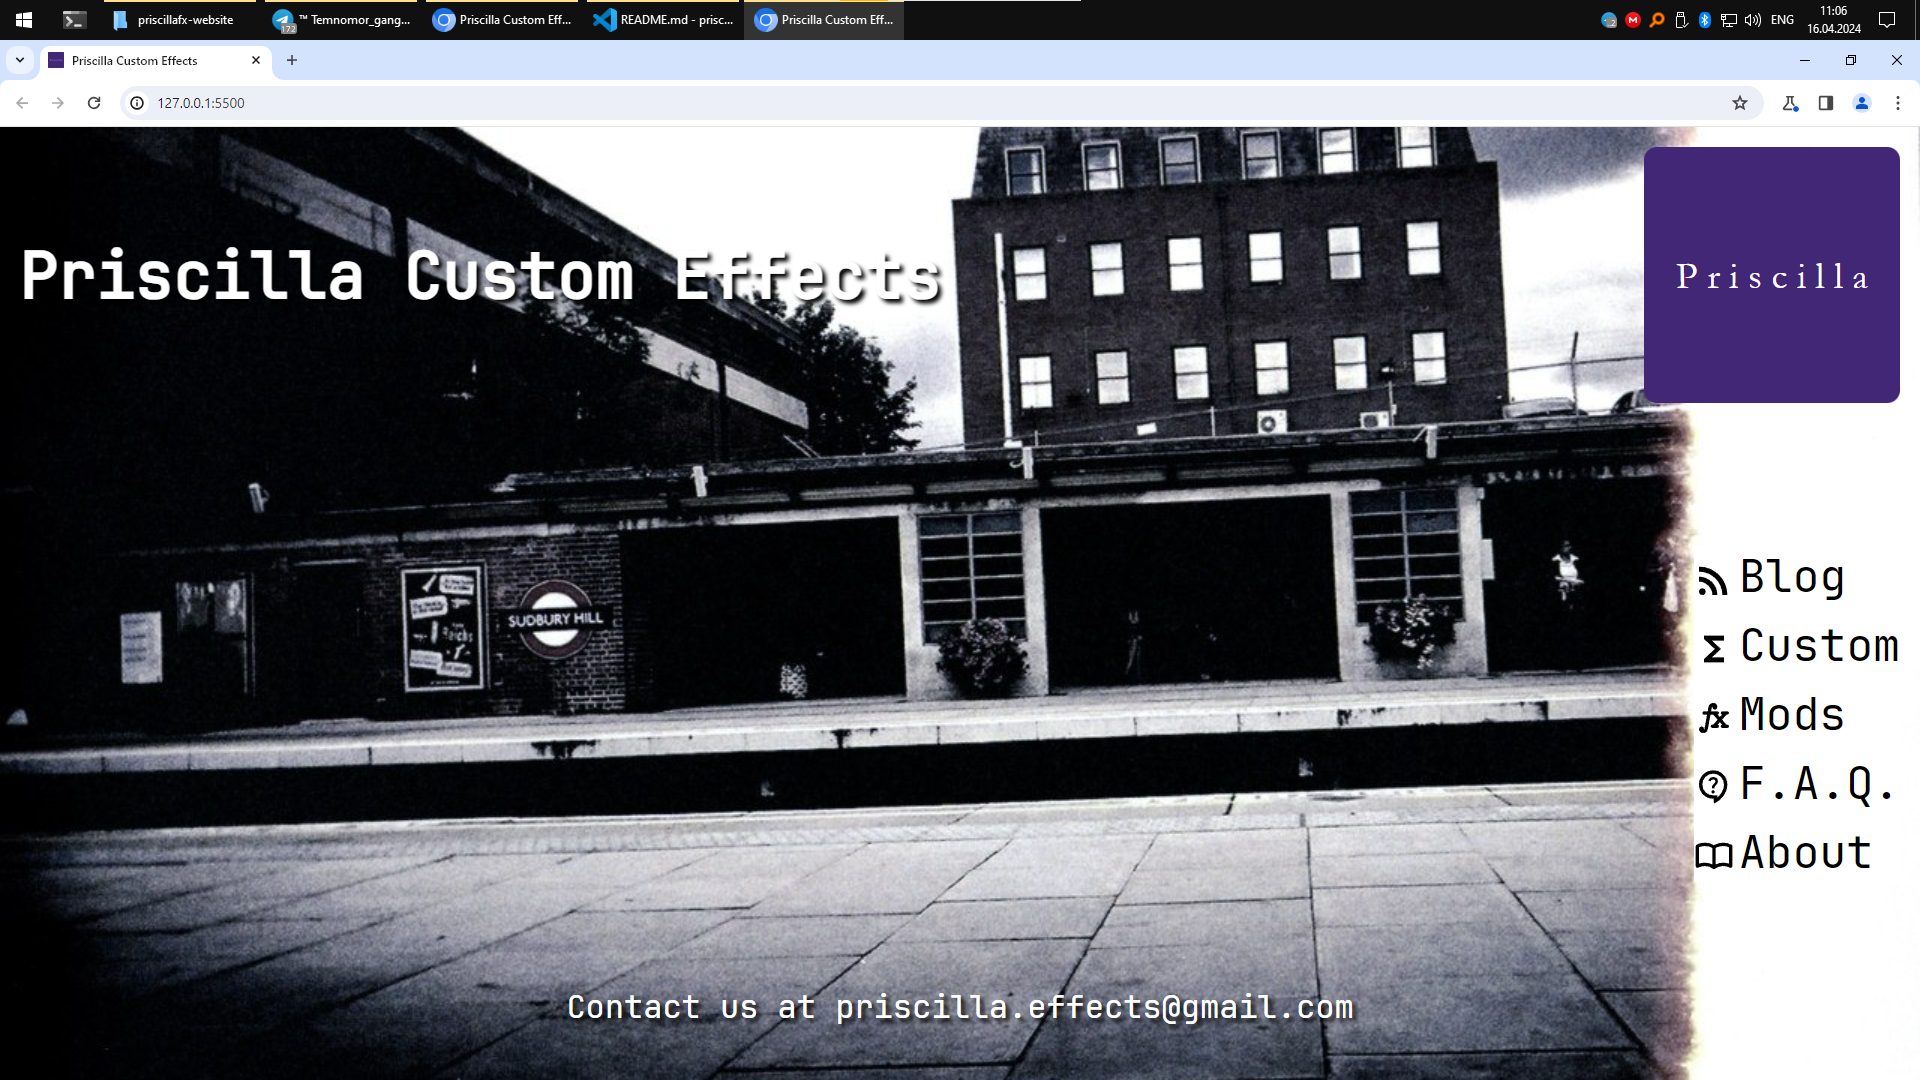 priscillafx-website
™ Temnomor_gang...
Priscilla Custom Eff...
README.md - prisc...
Priscilla Custom Eff...
ENG
11:06
16.04.2024
172
Priscilla Custom Effects
127.0.0.1:5500
Priscilla Custom Effects
Priscilla
SUDBURY HILL
Blog
Custom
Mods
F.A.Q.
About
Contact us at priscilla.effects@gmail.com